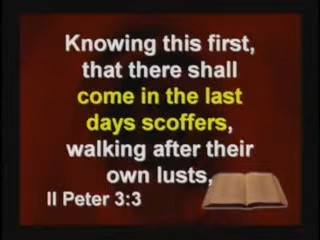 Knowing this first,
that there shall
come in the last
days scoffers,
walking after their
own lusts,
II Peter 3:3